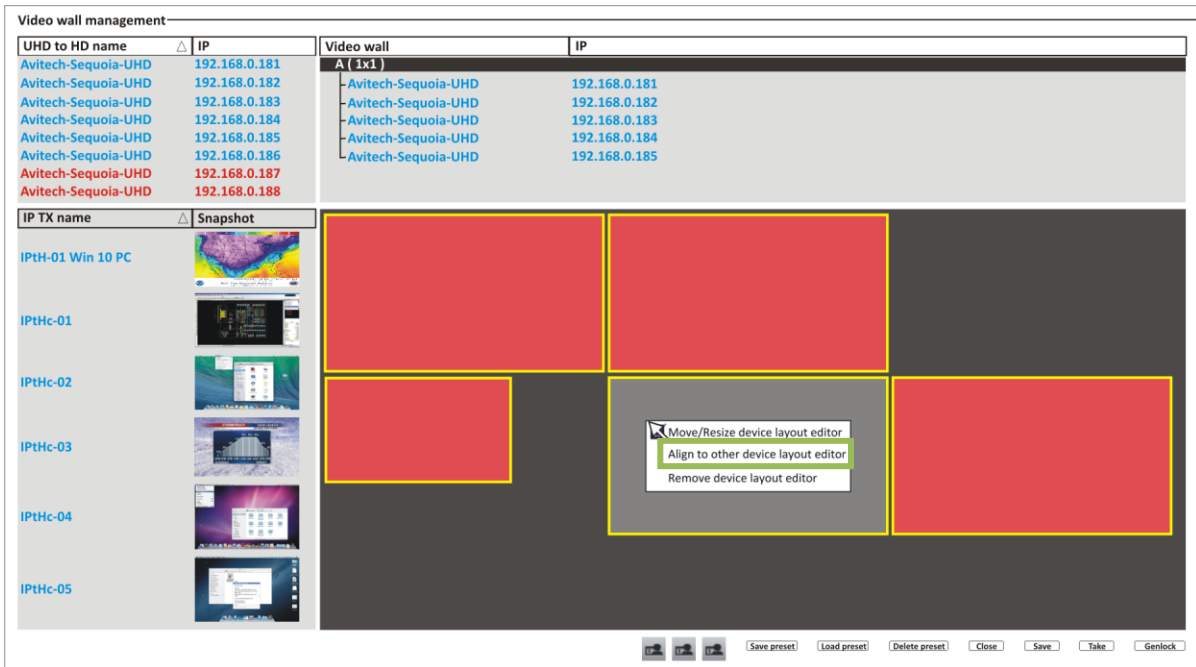 Video wall management
UHD to HD name △ IP
Avitech-Sequoia-UHD 192.168.0.181
Avitech-Sequoia-UHD 192.168.0.182
Avitech-Sequoia-UHD 192.168.0.183
Avitech-Sequoia-UHD 192.168.0.184
Avitech-Sequoia-UHD 192.168.0.185
Avitech-Sequoia-UHD 192.168.0.186
Avitech-Sequoia-UHD 192.168.0.187
Avitech-Sequoia-UHD 192.168.0.188
Video wall IP
A ( 1x1 )
Avitech-Sequoia-UHD 192.168.0.181
Avitech-Sequoia-UHD 192.168.0.182
Avitech-Sequoia-UHD 192.168.0.183
Avitech-Sequoia-UHD 192.168.0.184
Avitech-Sequoia-UHD 192.168.0.185
IP TX name △ Snapshot
IPtH-01 Win 10 PC
IPtHc-01
IPtHc-02
IPtHc-03
IPtHc-04
IPtHc-05
Move/Resize device layout editor
Align to other device layout editor
Remove device layout editor
Save preset Load preset Delete preset Close Save Take Genlock